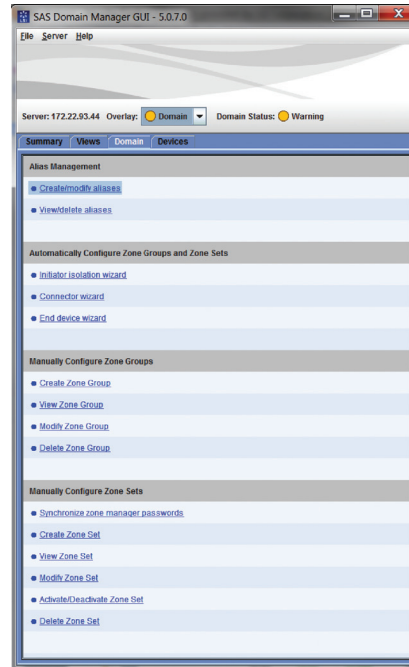 SAS Domain Manager GUI - 5.0.7.0
File Server Help
Server: 172.22.93.44 Overlay: Domain Domain Status: Warning
Summary Views Domain Devices
Alias Management
Create/modify aliases
View/delete aliases
Automatically Configure Zone Groups and Zone Sets
Initiator isolation wizard
Connector wizard
End device wizard
Manually Configure Zone Groups
Create Zone Group
View Zone Group
Modify Zone Group
Delete Zone Group
Manually Configure Zone Sets
Synchronize zone manager passwords
Create Zone Set
View Zone Set
Modify Zone Set
Activate/Deactivate Zone Set
Delete Zone Set